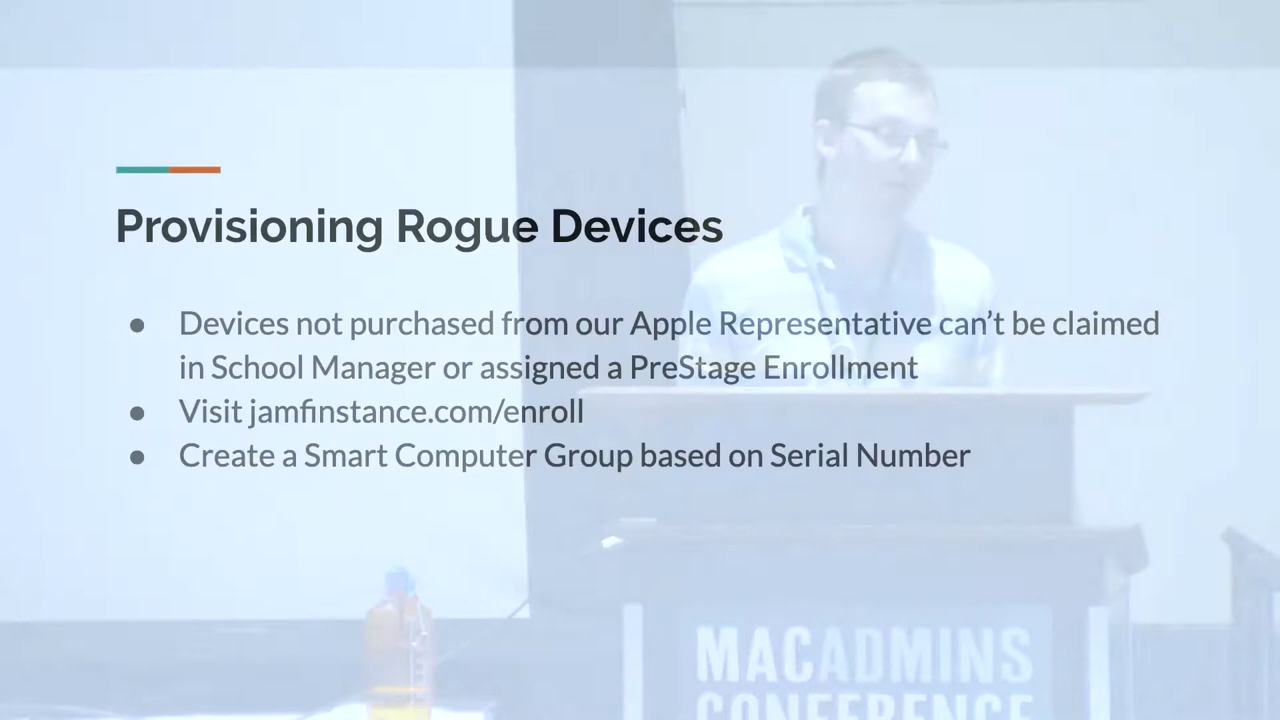 Provisioning Rogue Devices
● Devices not purchased from our Apple Representative can’t be claimed
in School Manager or assigned a PreStage Enrollment
● Visit jamfinstance.com/enroll
● Create a Smart Computer Group based on Serial Number
MACADMINS
CONFERENCE